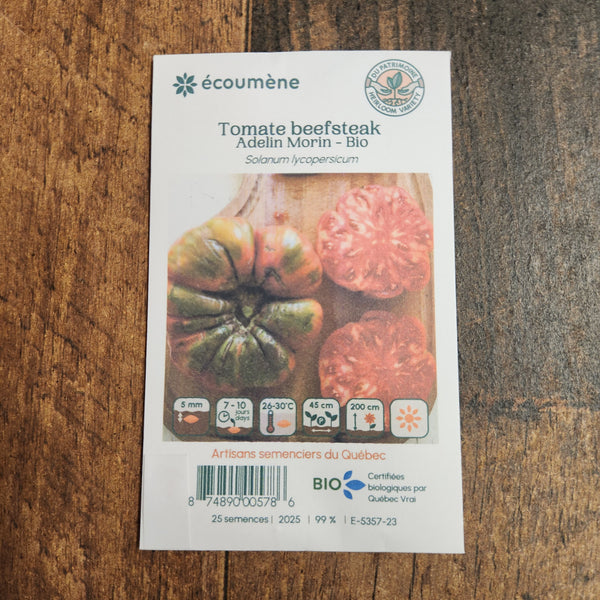 écoumène
DU PATRIMOINE
HEIRLOOM VARIETY
Tomate beefsteak
Adelin Morin - Bio
Solanum lycopersicum
5 mm
7 - 10
jours
days
26-30°C
45 cm
200 cm
P
Artisans semenciers du Québec
8 74890 00578 6
BIO
Certifiées
biologiques par
Québec Vrai
25 semences | 2025 | 99 % | E-5357-23